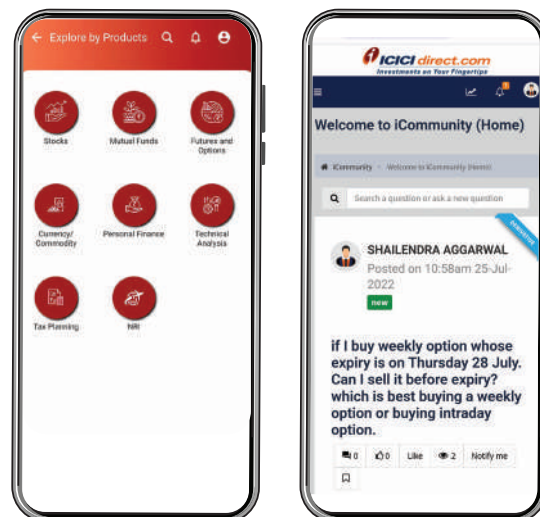 Explore by Products
Stocks
Mutual Funds
Futures and
Options
Currency/
Commodity
Personal Finance
Technical
Analysis
Tax Planning
NRI
ICICI direct.com
Investments on Your Fingertips
Welcome to iCommunity (Home)
iCommunity - Welcome to iCommunity (Home)
Search a question or ask a new question
SHAILENDRA AGGARWAL
Posted on 10:58am 25-Jul-
2022
new
if I buy weekly option whose
expiry is on Thursday 28 July.
Can I sell it before expiry?
which is best buying a weekly
option or buying intraday
option.
0 0 Like 2 Notify me